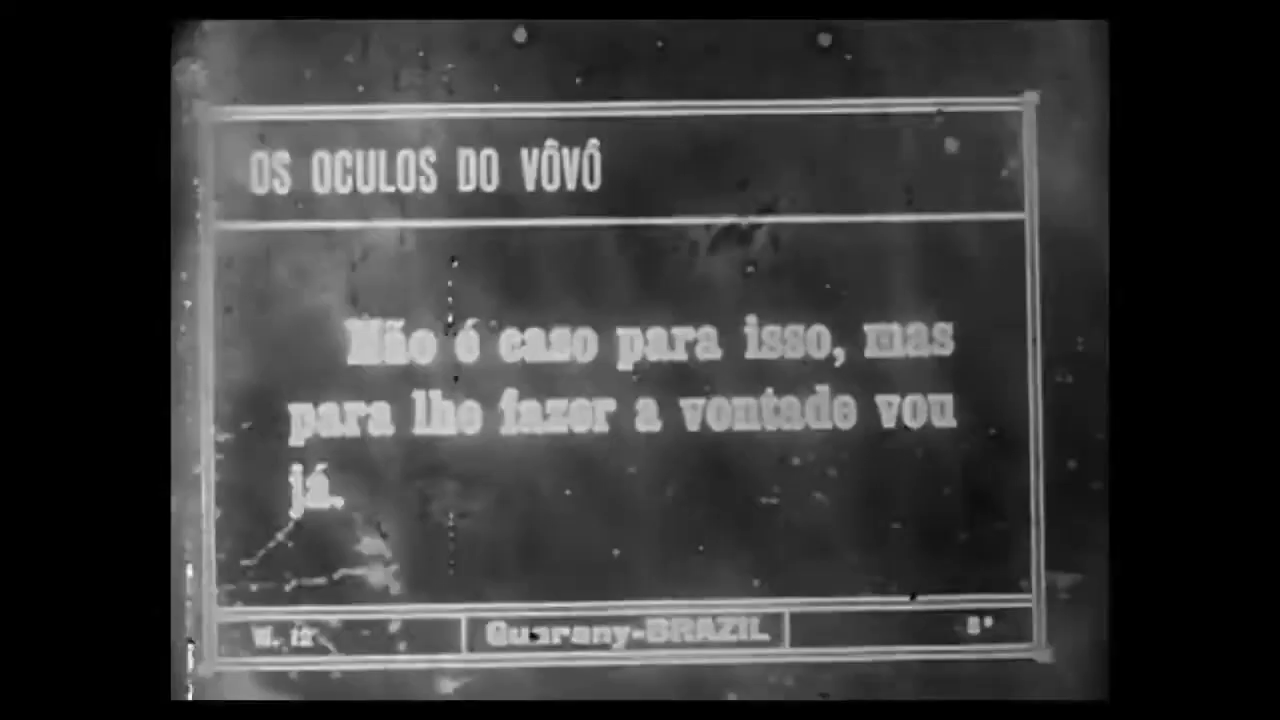 OS OCULOS DO VÔVÔ
Não é caso para isso, mas
para lhe fazer a vontade vou
já.
Guarany-BRAZIL